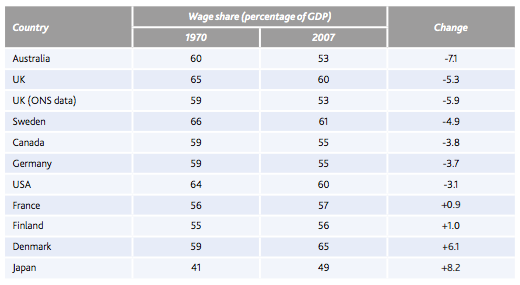 Country Wage share (percentage of GDP) Change
1970 2007
Australia 60 53 -7.1
UK 65 60 -5.3
UK (ONS data) 59 53 -5.9
Sweden 66 61 -4.9
Canada 59 55 -3.8
Germany 59 55 -3.7
USA 64 60 -3.1
France 56 57 +0.9
Finland 55 56 +1.0
Denmark 59 65 +6.1
Japan 41 49 +8.2